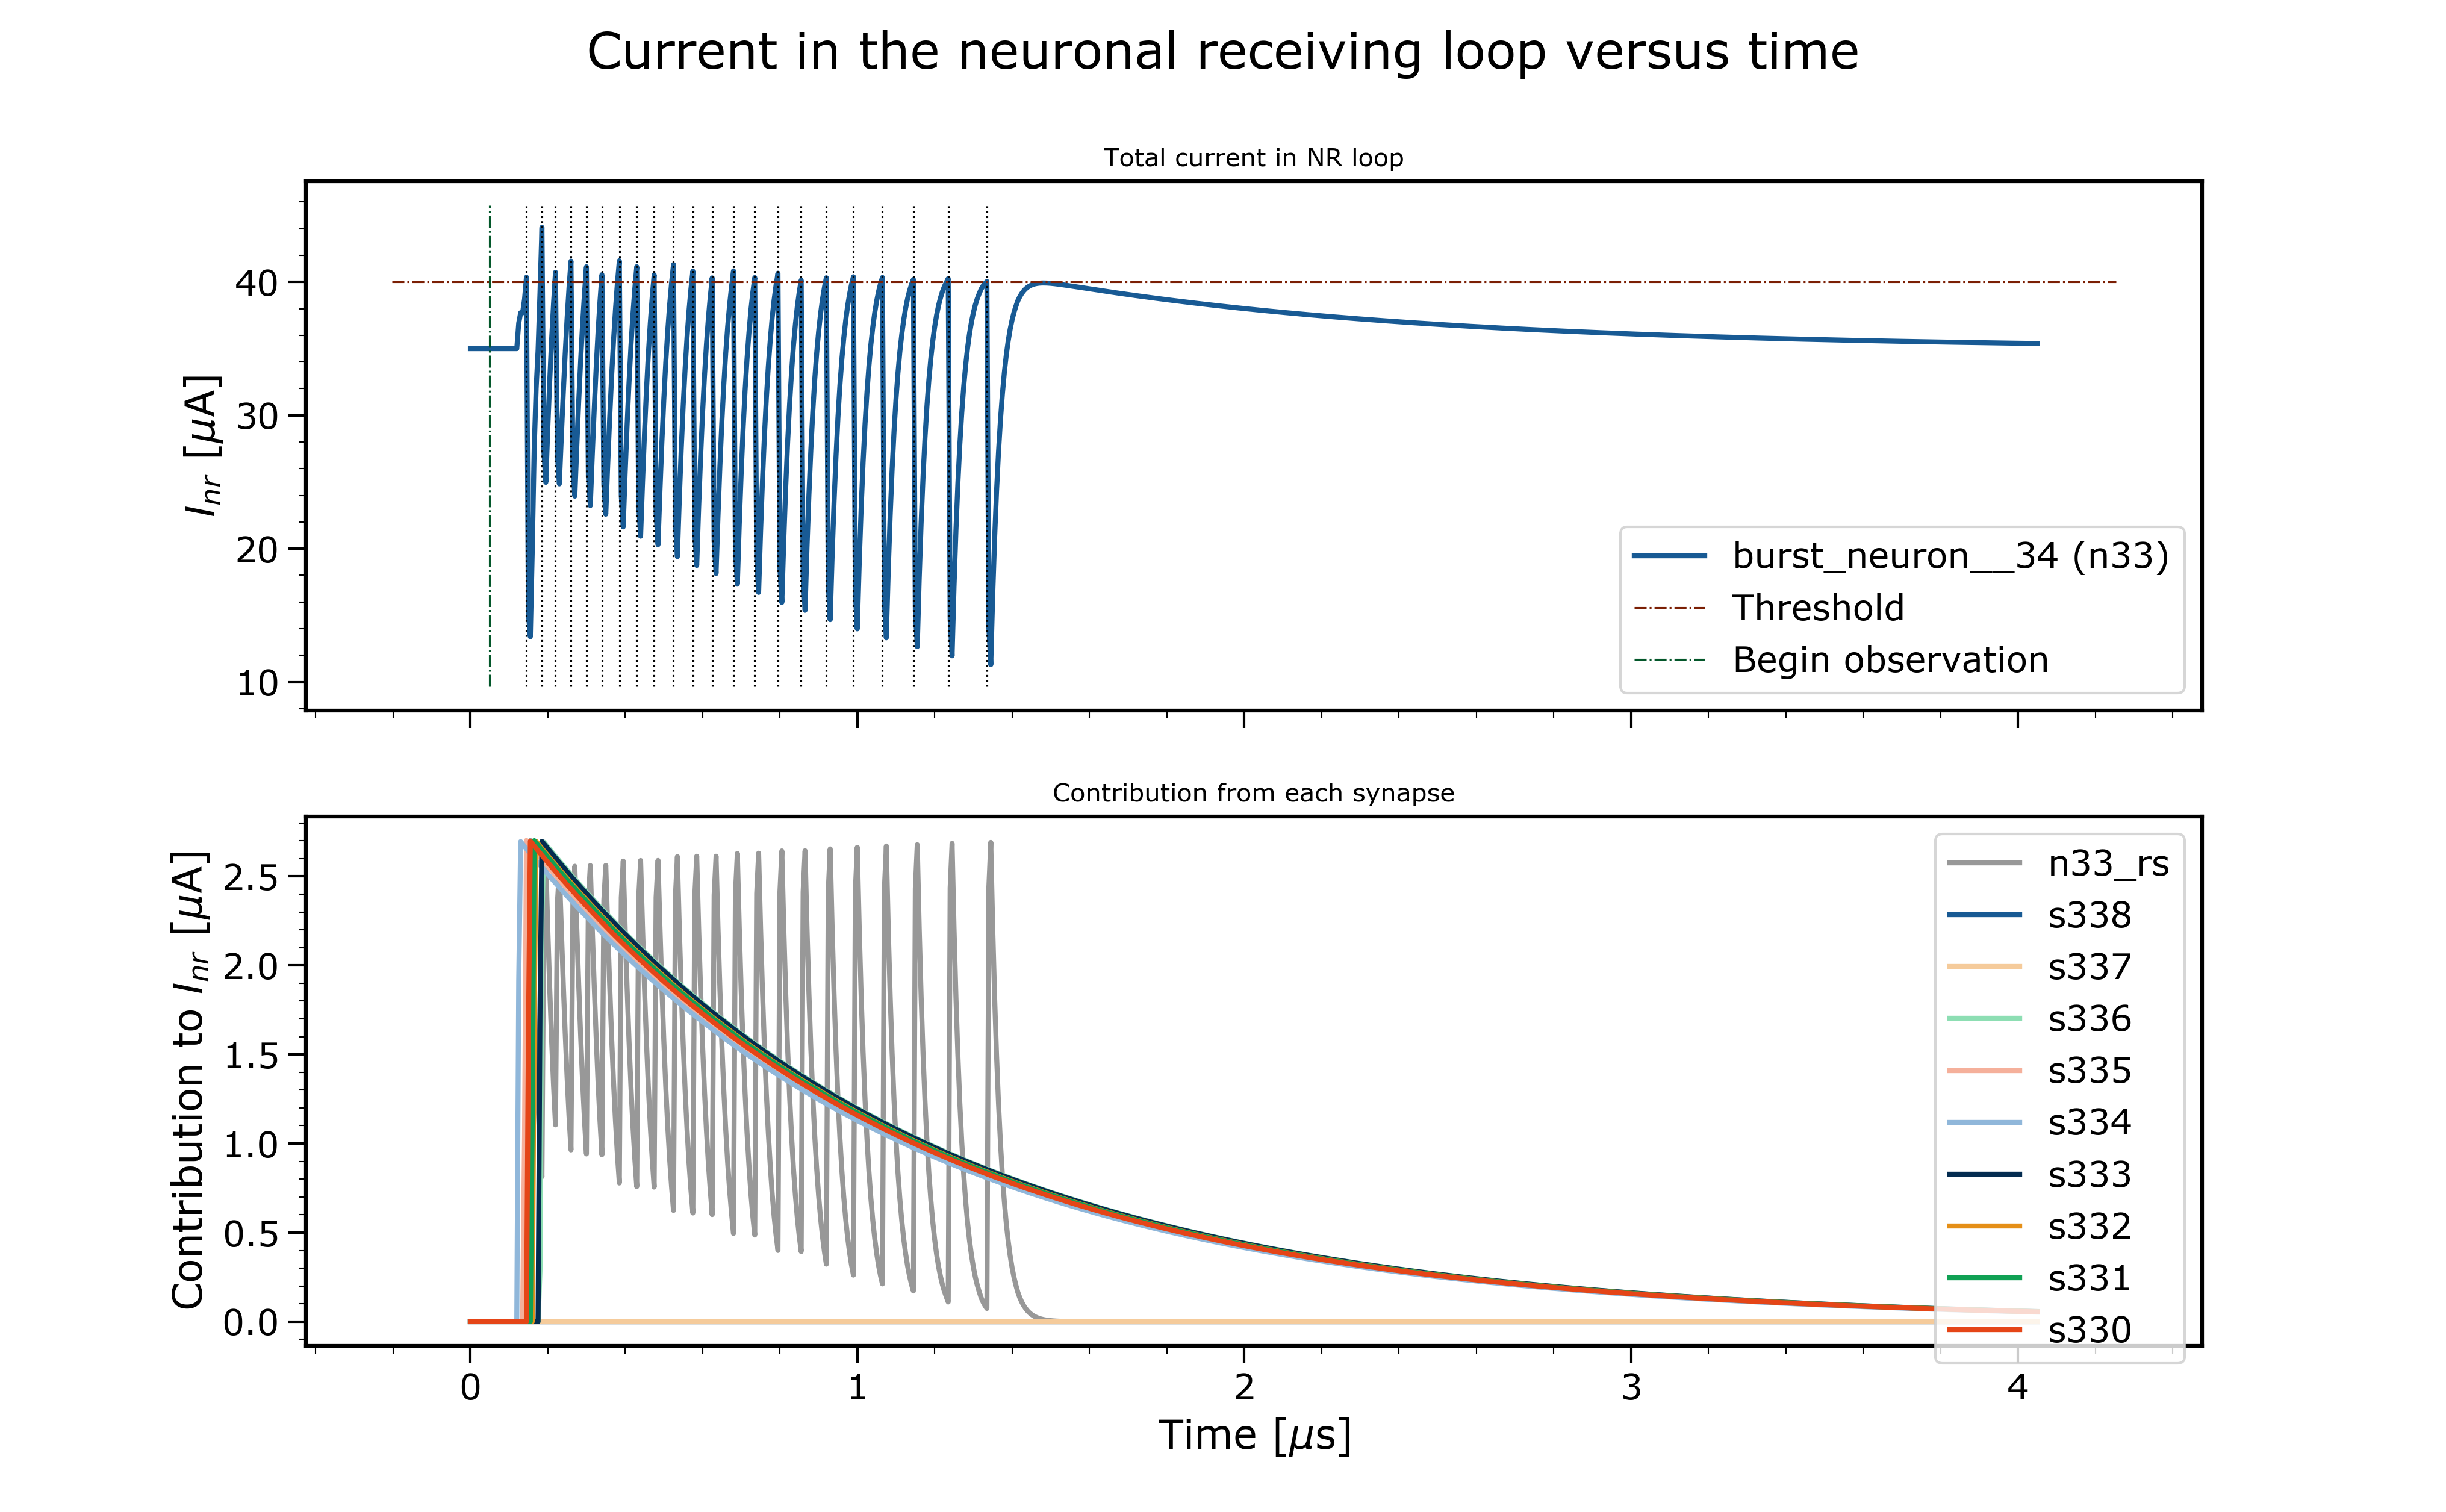 Current in the neuronal receiving loop versus time
Total current in NR loop
40
30
20
10
I_nr [μA]
burst_neuron__34 (n33)
Threshold
Begin observation
Contribution from each synapse
2.5
2.0
1.5
1.0
0.5
0.0
Contribution to I_nr [μA]
n33_rs
s338
s337
s336
s335
s334
s333
s332
s331
s330
0 1 2 3 4
Time [μs]